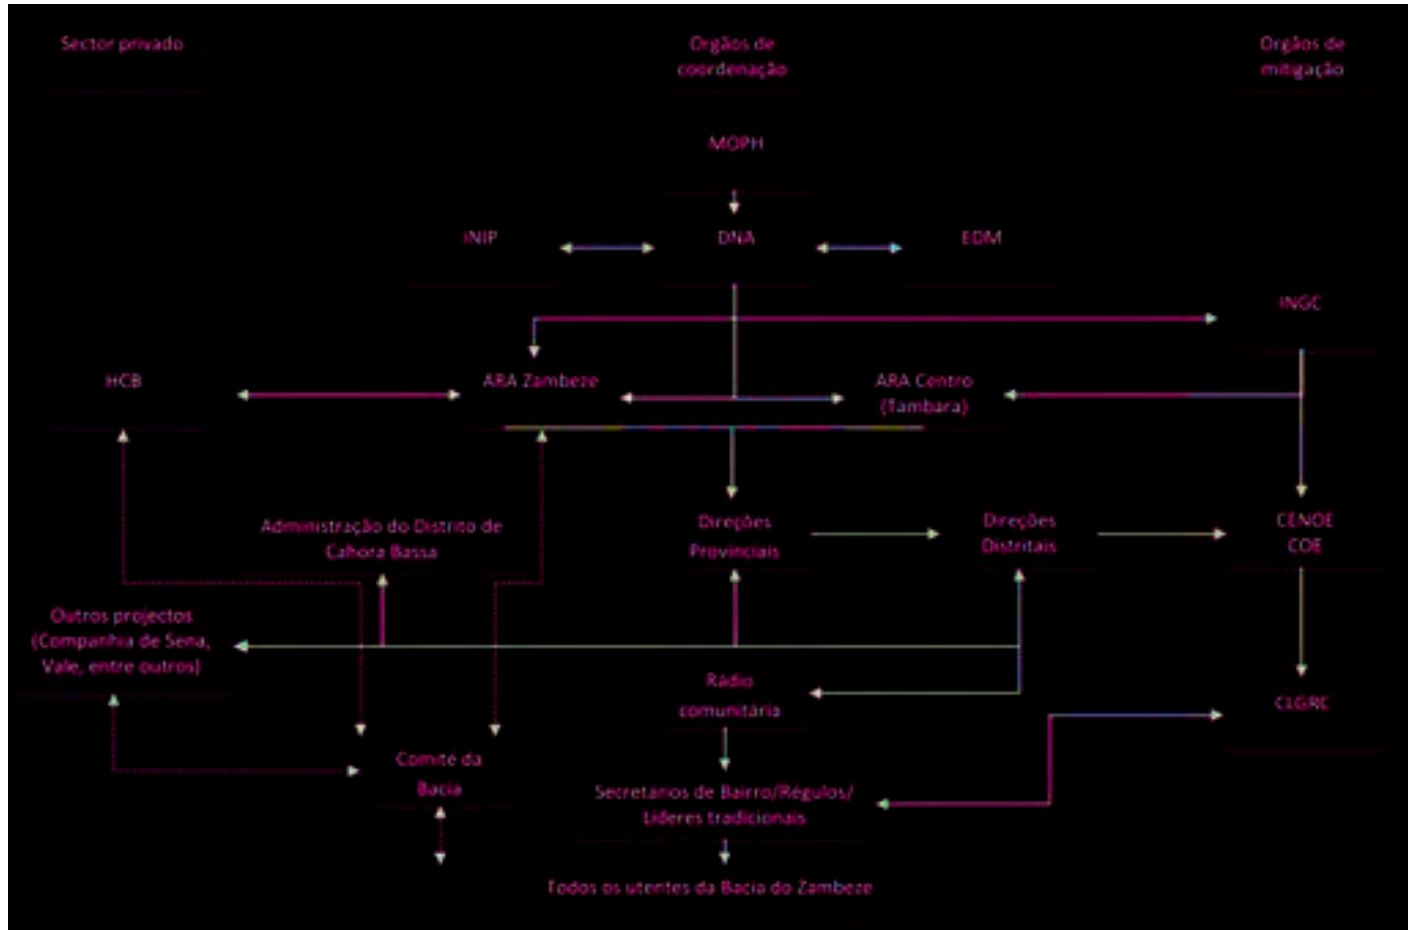 Sector privado
Orgãos de
coordenação
Orgãos de
mitigação
MOPH
INIP
DNA
EDM
INGC
HCB
ARA Zambeze
ARA Centro
(Tambara)
Administração do Distrito de
Cahora Bassa
Direções
Provinciais
Direções
Distritais
CENOE
COE
Outros projectos
(Companhia de Sena,
Vale, entre outros)
Rádio
comunitária
CLGRC
Comité da
Bacia
Secretários de Bairro/Régulos/
Lideres tradicionais
Todos os utentes da Bacia do Zambeze